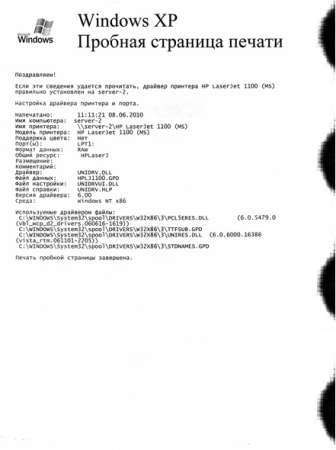 Microsoft
Windows
Windows XP
Пробная страница печати
Поздравляем!
Если эти сведения удается прочитать, драйвер принтера HP LaserJet 1100 (MS)
правильно установлен на server-2.
Настройка драйвера принтера и порта.
Напечатано: 11:11:21 08.06.2010
Имя компьютера: server-2
Имя принтера: \\server-2\HP LaserJet 1100 (MS)
Модель принтера: HP LaserJet 1100 (MS)
Поддержка цвета: Нет
Порт(ы): LPT1:
Формат данных: RAW
Общий ресурс: HPLaserJ
Размещение:
Комментарий:
Драйвер: UNIDRV.DLL
Файл данных: HPLJ1100.GPD
Файл настройки: UNIDRVUI.DLL
Файл справки: UNIDRV.HLP
Версия драйвера: 6.00
Среда: Windows NT x86
Используемые драйвером файлы:
C:\WINDOWS\System32\spool\DRIVERS\W32X86\3\PCL5ERES.DLL (6.0.5479.0
(vbl_wcp_d2_drivers.060616-1619))
C:\WINDOWS\System32\spool\DRIVERS\W32X86\3\TTFSUB.GPD
C:\WINDOWS\System32\spool\DRIVERS\W32X86\3\UNIRES.DLL (6.0.6000.16386
(vista_rtm.061101-2205))
C:\WINDOWS\System32\spool\DRIVERS\W32X86\3\STDNAMES.GPD
Печать пробной страницы завершена.